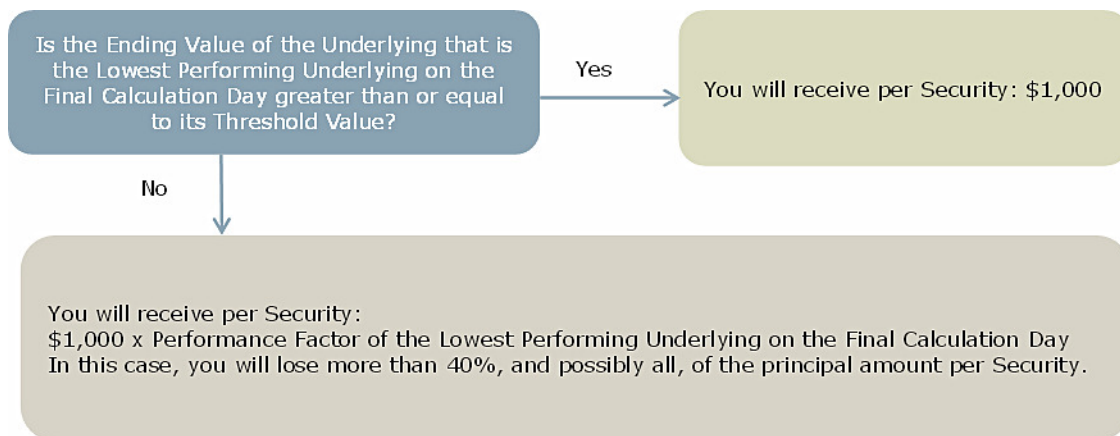 Is the Ending Value of the Underlying that is
the Lowest Performing Underlying on the
Final Calculation Day greater than or equal
to its Threshold Value?
Yes
You will receive per Security: $1,000
No
You will receive per Security:
$1,000 x Performance Factor of the Lowest Performing Underlying on the Final Calculation Day
In this case, you will lose more than 40%, and possibly all, of the principal amount per Security.